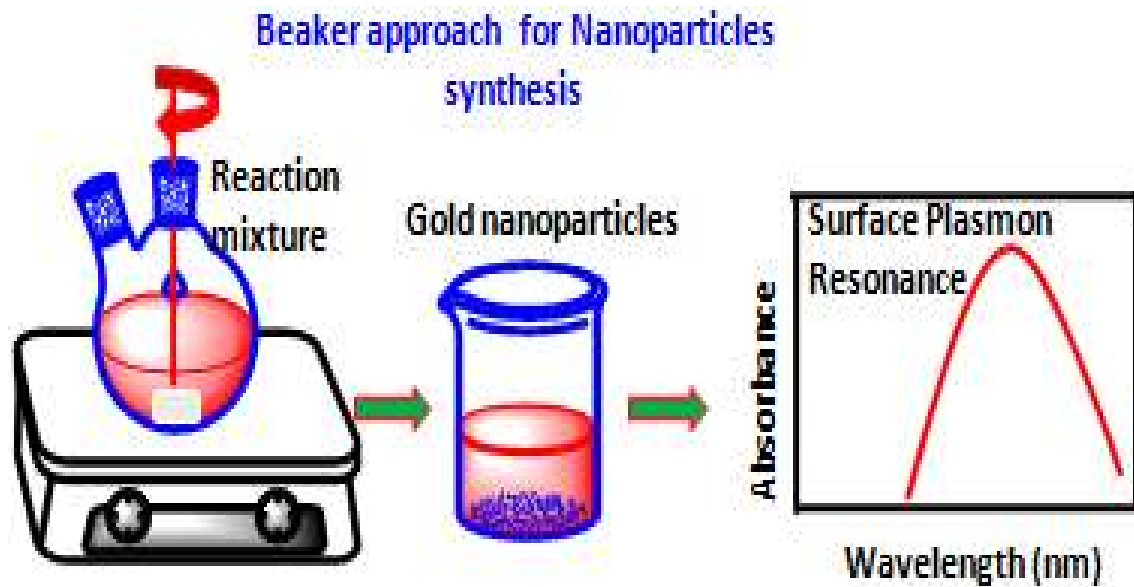 Beaker approach for Nanoparticles
synthesis
Reaction
mixture
Gold nanoparticles
Surface Plasmon
Resonance
Absorbance
Wavelength (nm)